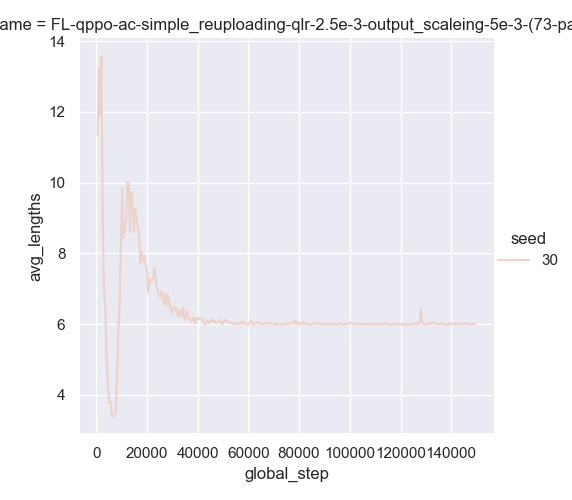 ame = FL-qppo-ac-simple_reuploading-qlr-2.5e-3-output_scaleing-5e-3-(73-pa
14
12
10
8
6
4
avg_lengths
seed
30
0 20000 40000 60000 80000 100000 120000 140000
global_step